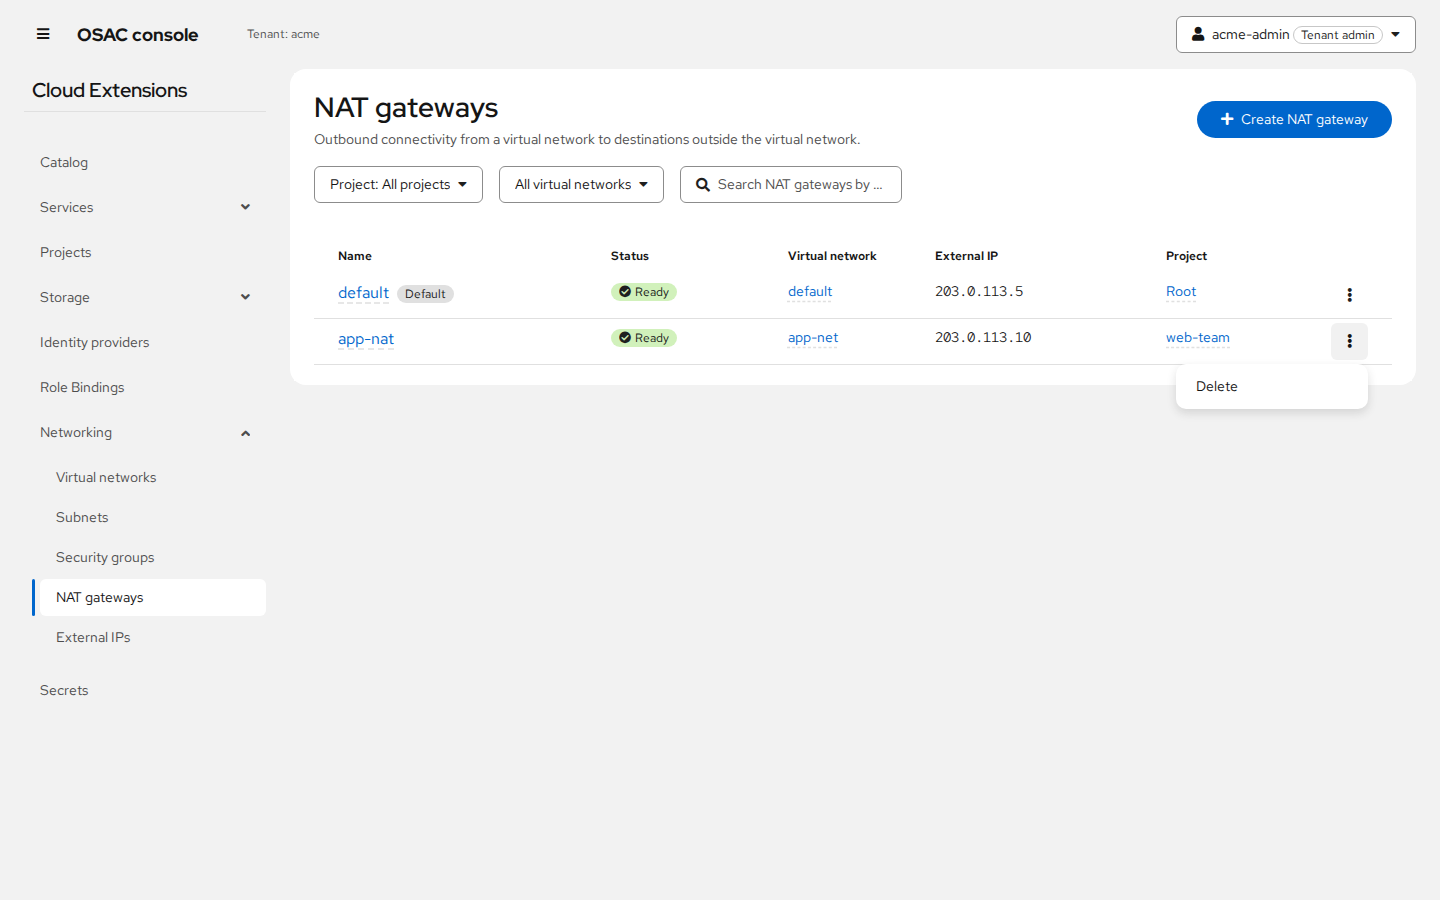 OSAC console
Tenant: acme
acme-admin Tenant admin
Cloud Extensions
Catalog
Services
Projects
Storage
Identity providers
Role Bindings
Networking
Virtual networks
Subnets
Security groups
NAT gateways
External IPs
Secrets
NAT gateways
Outbound connectivity from a virtual network to destinations outside the virtual network.
Create NAT gateway
Project: All projects
All virtual networks
Search NAT gateways by ...
Name Status Virtual network External IP Project
default Default Ready default 203.0.113.5 Root
app-nat Ready app-net 203.0.113.10 web-team
Delete